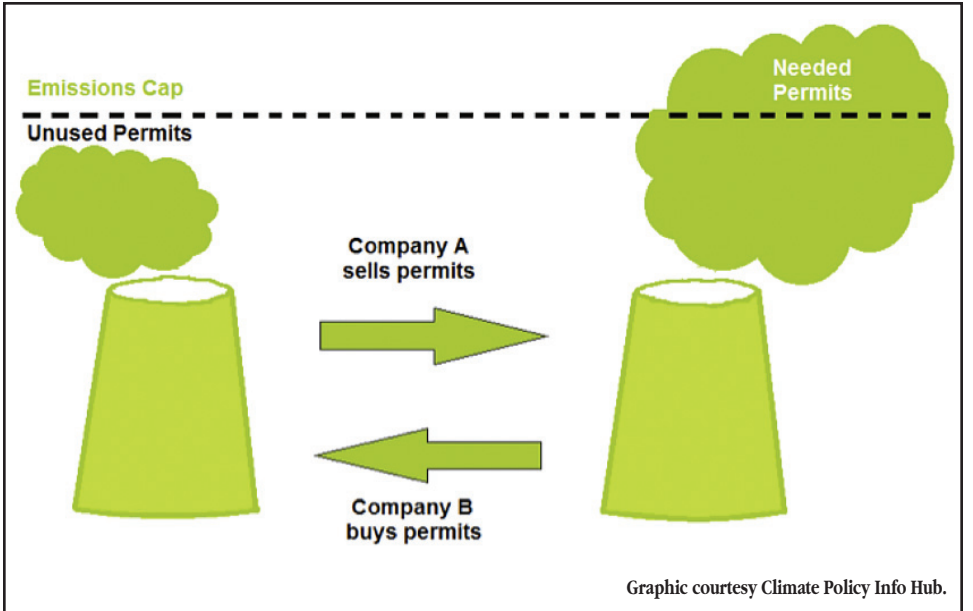 Emissions Cap
Needed
Permits
Unused Permits
Company A
sells permits
Company B
buys permits
Graphic courtesy Climate Policy Info Hub.